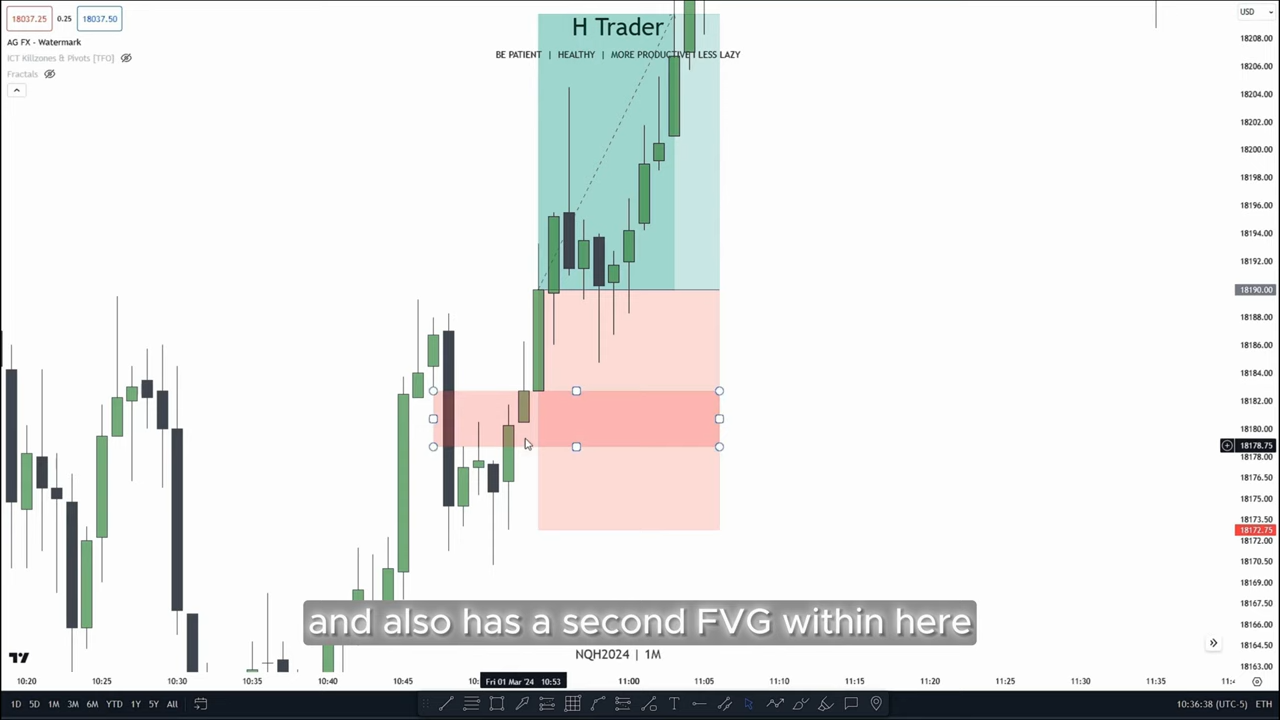 18037.25 0.25 18037.50
AG FX - Watermark
ICT Killzones & Pivots [TFO]
Fractals
H Trader
BE PATIENT | HEALTHY | MORE PRODUCTIVE | LESS LAZY
USD
18208.00
18206.00
18204.00
18202.00
18200.00
18198.00
18196.00
18194.00
18192.00
18190.00
18188.00
18186.00
18184.00
18182.00
18180.00
18178.75
18178.00
18176.50
18175.00
18173.50
18172.75
18172.00
18170.50
18169.00
18167.50
18166.00
18164.50
18163.00
and also has a second FVG within here
NQH2024 | 1M
10:20 10:25 10:30 10:35 10:40 10:45 Fri 01 Mar '24 10:53 11:00 11:05 11:10 11:15 11:20 11:25 11:30 11:35
1D 5D 1M 3M 6M YTD 1Y 5Y All
10:36:38 (UTC-5)